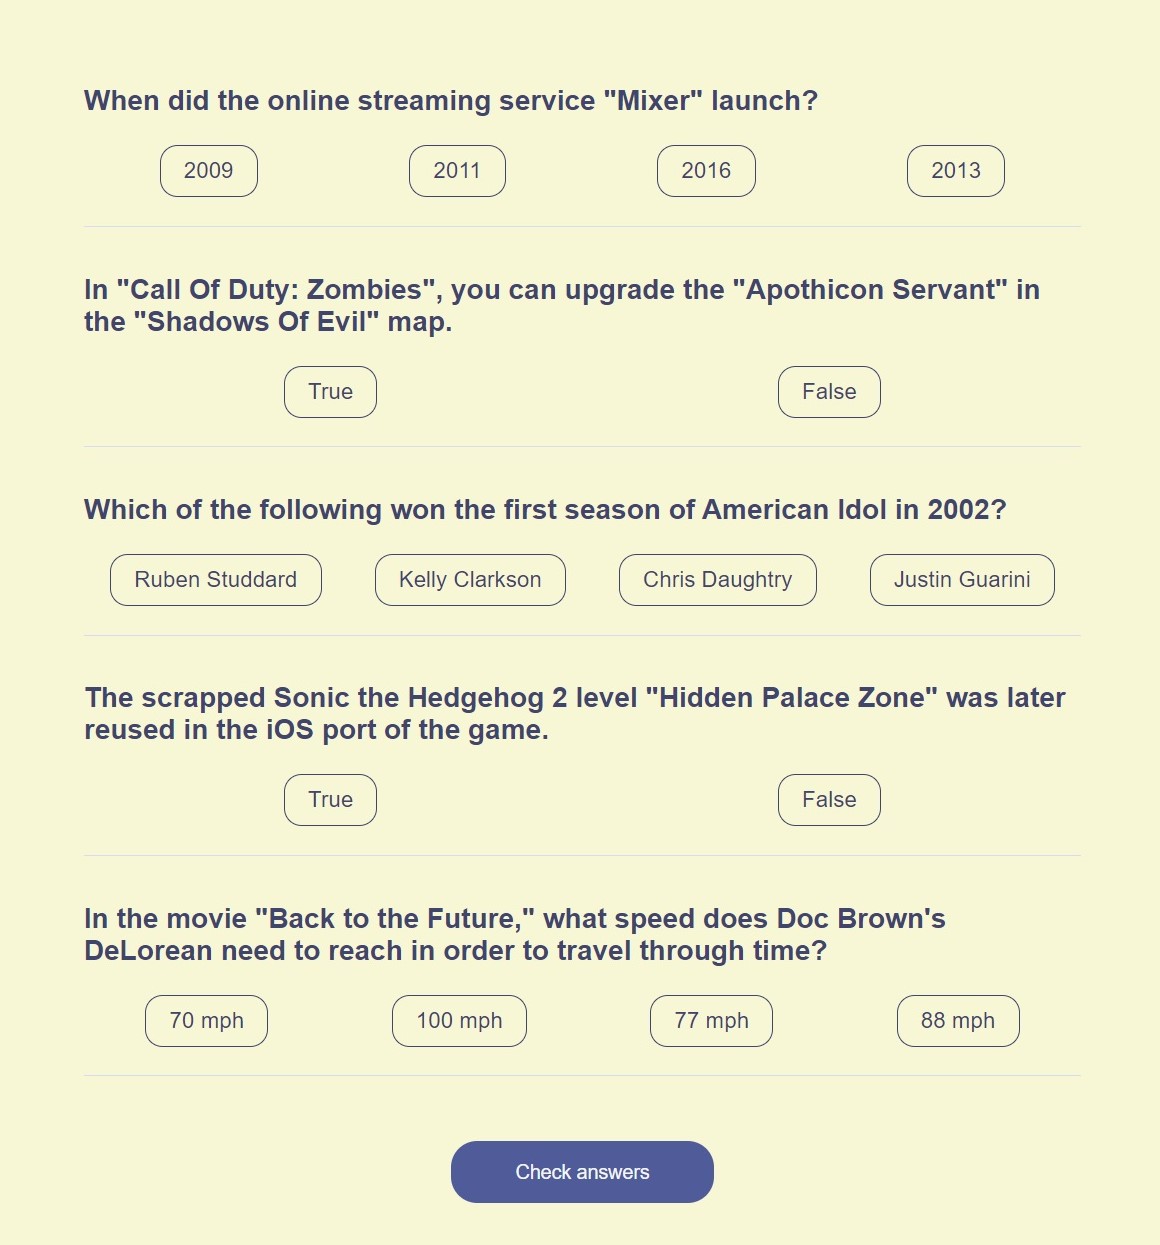 When did the online streaming service "Mixer" launch?
2009 2011 2016 2013
In "Call Of Duty: Zombies", you can upgrade the "Apothicon Servant" in
the "Shadows Of Evil" map.
True False
Which of the following won the first season of American Idol in 2002?
Ruben Studdard Kelly Clarkson Chris Daughtry Justin Guarini
The scrapped Sonic the Hedgehog 2 level "Hidden Palace Zone" was later
reused in the iOS port of the game.
True False
In the movie "Back to the Future," what speed does Doc Brown's
DeLorean need to reach in order to travel through time?
70 mph 100 mph 77 mph 88 mph
Check answers